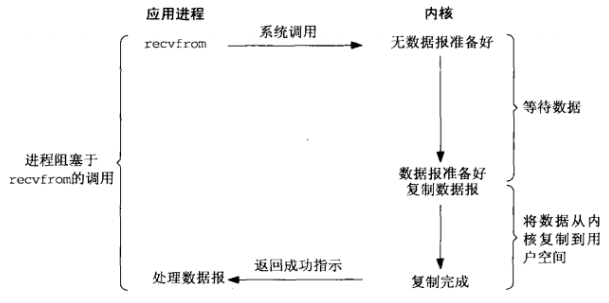 应用进程
内核
recvfrom
系统调用
无数据报准备好
等待数据
进程阻塞于
recvfrom的调用
数据报准备好
复制数据报
将数据从内
核复制到用
户空间
处理数据报
返回成功指示
复制完成